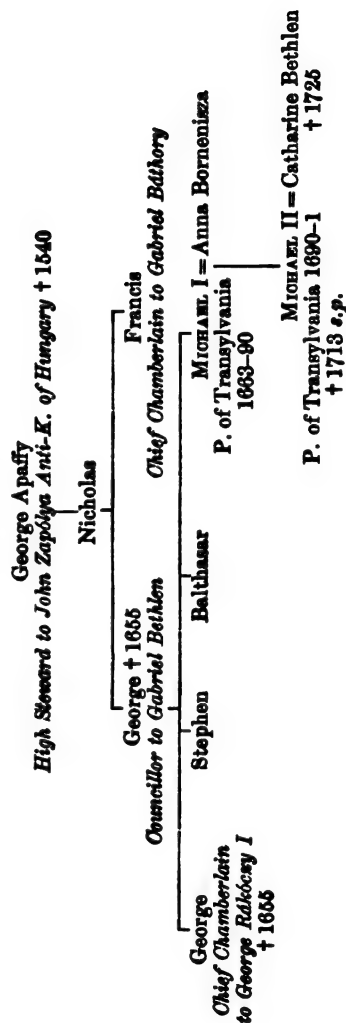 George Apaffy
High Steward to John Zapólya Anti-K. of Hungary † 1540
Nicholas
George † 1655
Francis
Councillor to Gabriel Bethlen
Chief Chamberlain to Gabriel Báthory
George
Stephen
Balthasar
MICHAEL I = Anna Bornemisza
Chief Chamberlain
P. of Transylvania
to George Rákóczy I
1663–90
† 1655
MICHAEL II = Catharine Bethlen
P. of Transylvania 1690–1
† 1725
† 1713 s.p.